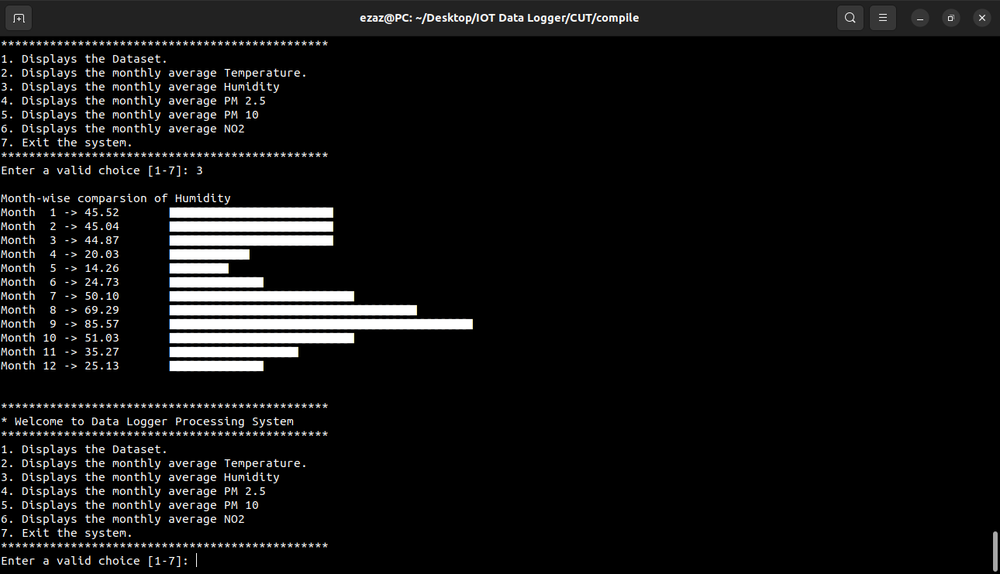 ezaz@PC: ~/Desktop/IOT Data Logger/CUT/compile
***********************************************
1. Displays the Dataset.
2. Displays the monthly average Temperature.
3. Displays the monthly average Humidity
4. Displays the monthly average PM 2.5
5. Displays the monthly average PM 10
6. Displays the monthly average NO2
7. Exit the system.
***********************************************
Enter a valid choice [1-7]: 3
Month-wise comparsion of Humidity
Month  1 -> 45.52
Month  2 -> 45.04
Month  3 -> 44.87
Month  4 -> 20.03
Month  5 -> 14.26
Month  6 -> 24.73
Month  7 -> 50.10
Month  8 -> 69.29
Month  9 -> 85.57
Month 10 -> 51.03
Month 11 -> 35.27
Month 12 -> 25.13
***********************************************
* Welcome to Data Logger Processing System
***********************************************
1. Displays the Dataset.
2. Displays the monthly average Temperature.
3. Displays the monthly average Humidity
4. Displays the monthly average PM 2.5
5. Displays the monthly average PM 10
6. Displays the monthly average NO2
7. Exit the system.
***********************************************
Enter a valid choice [1-7]: